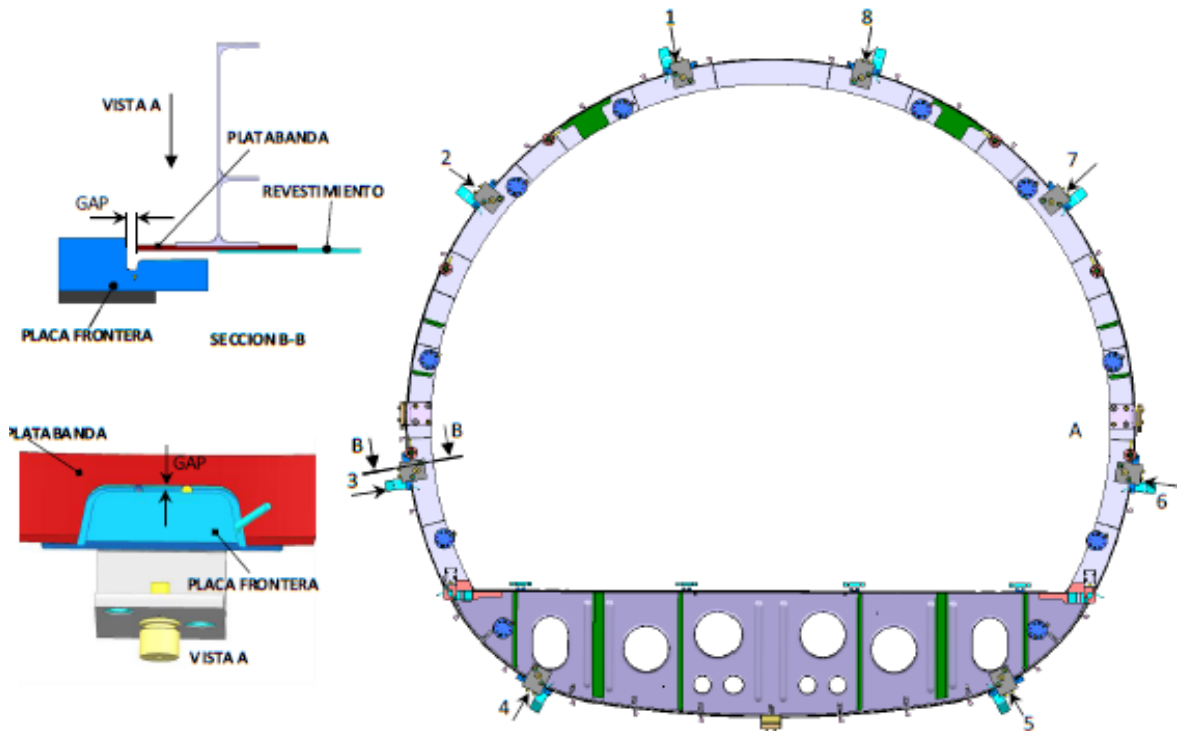 VISTA A
PLATABANDA
GAP
REVESTIMIENTO
PLACA FRONTERA
SECCION B-B
PLATABANDA
GAP
PLACA FRONTERA
VISTA A
1
8
2
7
B
B
A
3
6
4
5